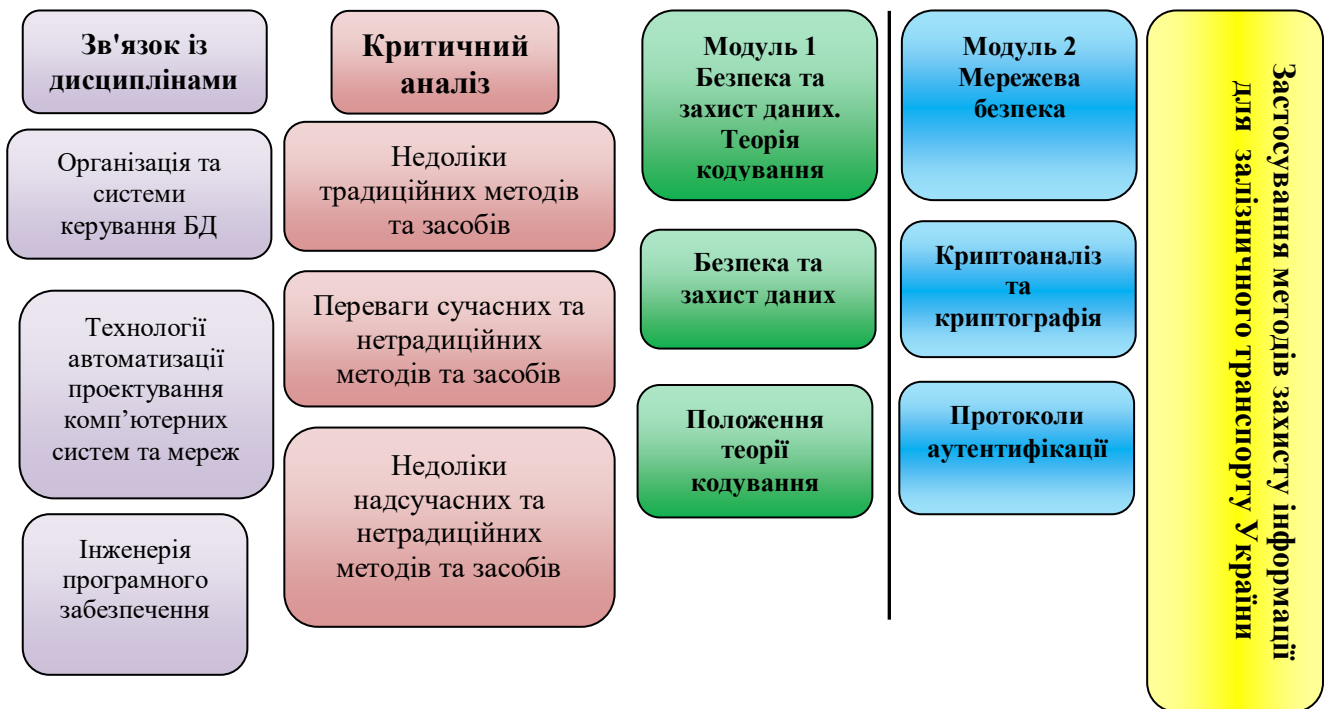 Зв'язок із
дисциплінами
Організація та
системи
керування БД
Технології
автоматизації
проектування
комп’ютерних
систем та мереж
Інженерія
програмного
забезпечення
Критичний
аналіз
Недоліки
традиційних методів
та засобів
Переваги сучасних та
нетрадиційних
методів та засобів
Недоліки
надсучасних та
нетрадиційних
методів та засобів
Модуль 1
Безпека та
захист даних.
Теорія
кодування
Безпека та
захист даних
Положення
теорії
кодування
Модуль 2
Мережева
безпека
Криптоаналіз
та
криптографія
Протоколи
аутентифікації
Застосування методів захисту інформації
для залізничного транспорту України